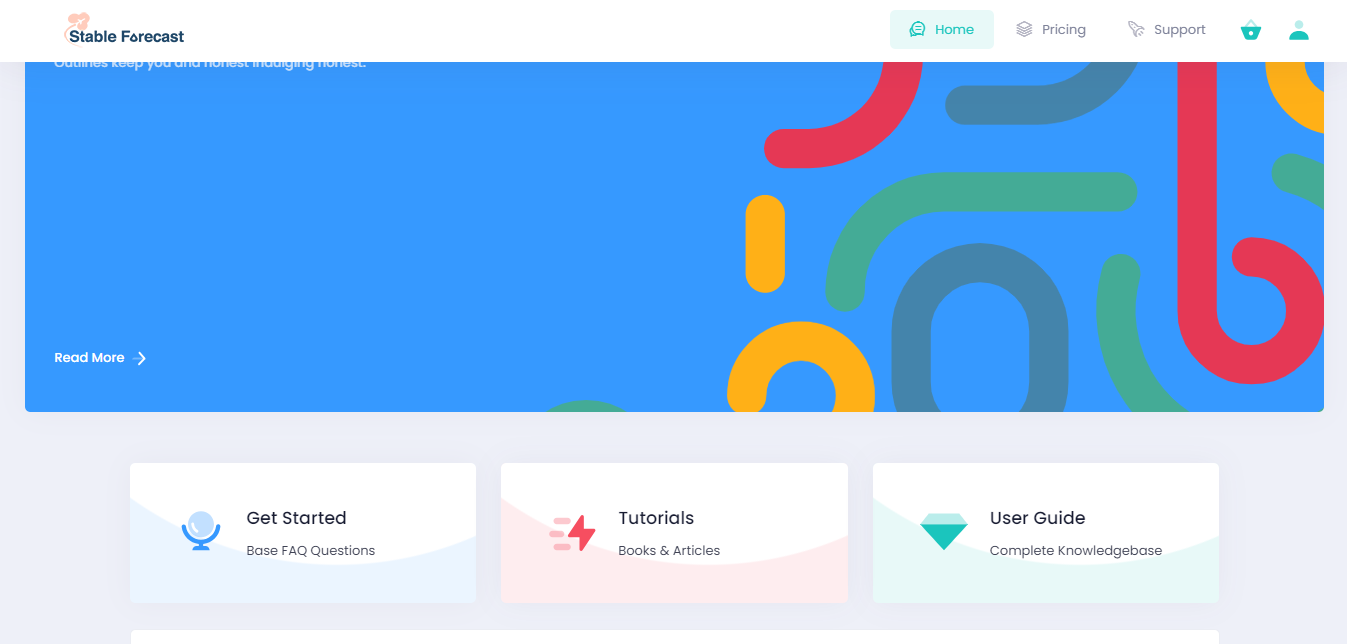 Stable Forecast
Home
Pricing
Support
Outlines keep you and honest indulging honest.
Read More
Get Started
Base FAQ Questions
Tutorials
Books & Articles
User Guide
Complete Knowledgebase